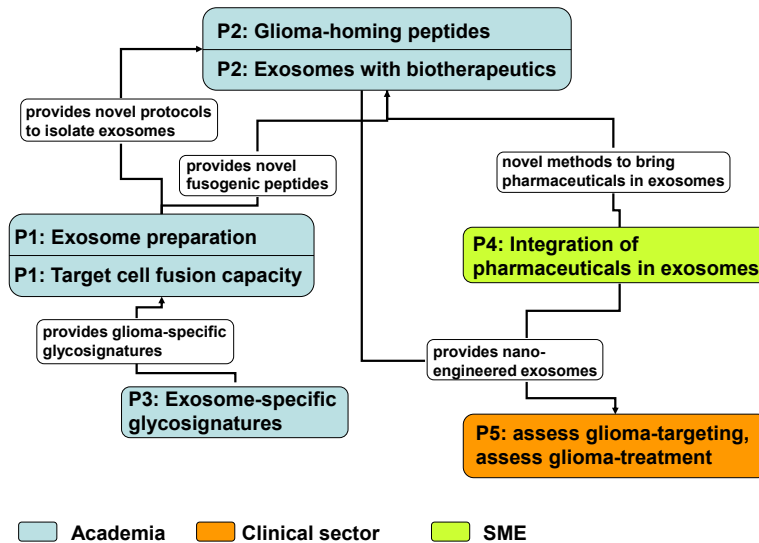 P2: Glioma-homing peptides
P2: Exosomes with biotherapeutics
provides novel protocols
to isolate exosomes
provides novel
fusogenic peptides
novel methods to bring
pharmaceuticals in exosomes
P1: Exosome preparation
P1: Target cell fusion capacity
P4: Integration of
pharmaceuticals in exosomes
provides glioma-specific
glycosignatures
provides nano-
engineered exosomes
P3: Exosome-specific
glycosignatures
P5: assess glioma-targeting,
assess glioma-treatment
Academia
Clinical sector
SME